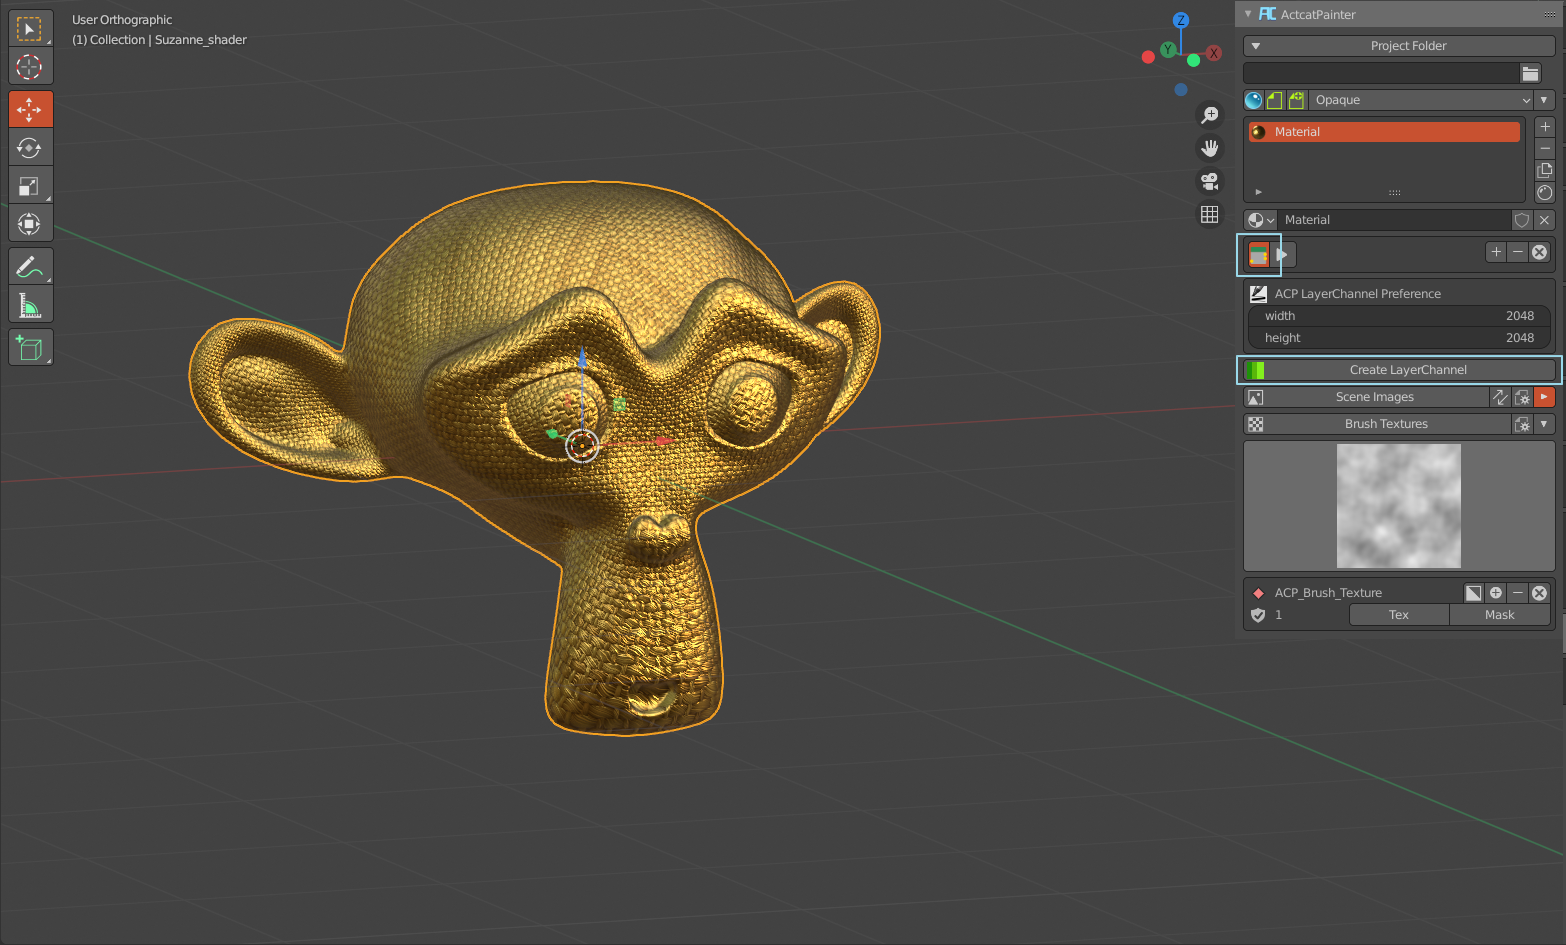 User Orthographic
(1) Collection | Suzanne_shader
Z
Y
X
AC ActcatPainter
Project Folder
Opaque
Material
Material
ACP LayerChannel Preference
width 2048
height 2048
Create LayerChannel
Scene Images
Brush Textures
ACP_Brush_Texture
1 Tex Mask